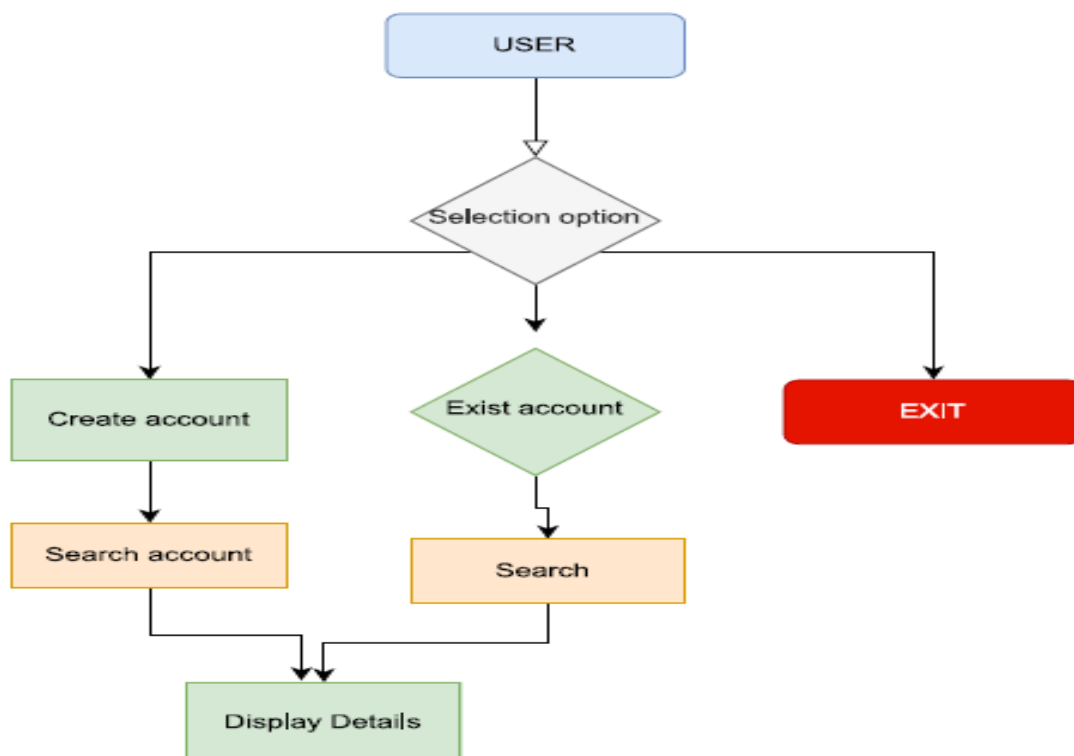 USER
Selection option
Create account
Exist account
EXIT
Search account
Search
Display Details